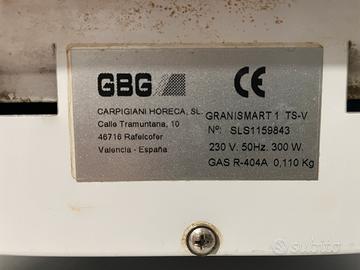 GBG
CE
CARPIGIANI HORECA, SL
Calle Tramuntana, 10
46716 Rafelcofer
Valencia - España
GRANISMART 1 TS-V
Nº: SLS1159843
230 V. 50Hz. 300 W.
GAS R-404A 0,110 Kg
subito